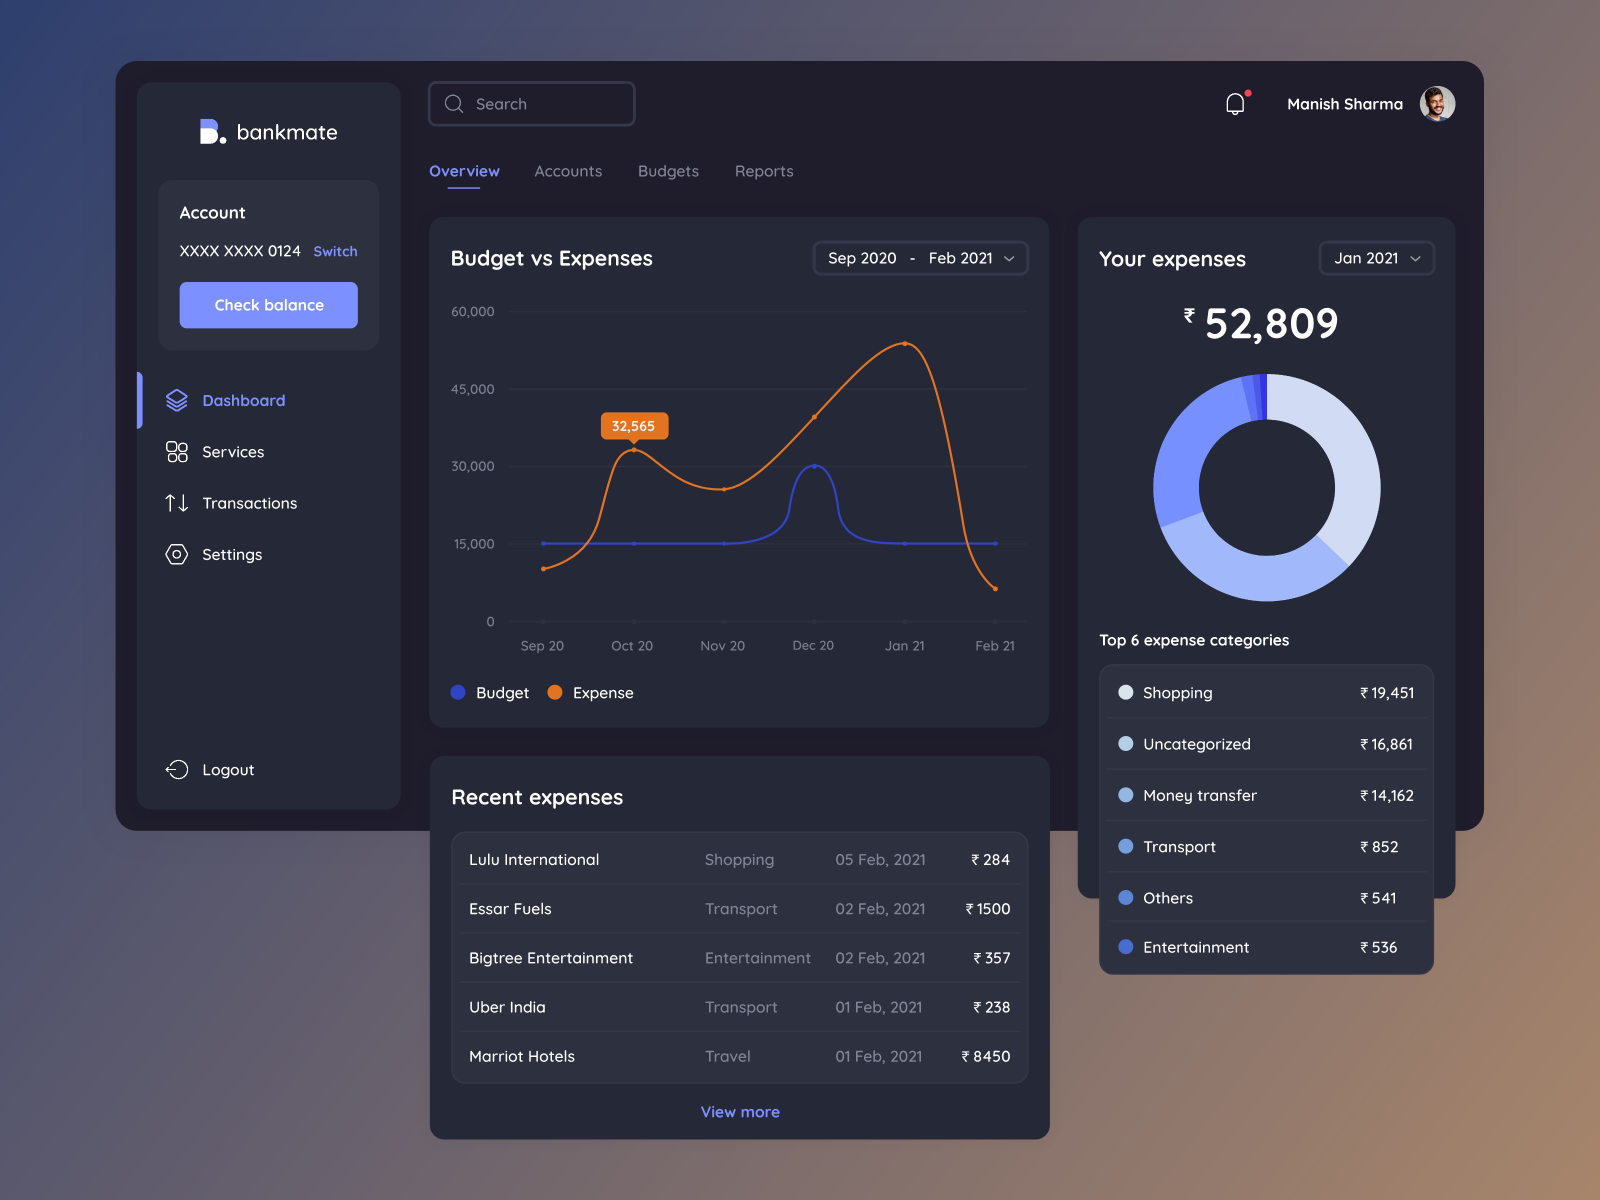 bankmate
Account
XXXX XXXX 0124 Switch
Check balance
Dashboard
Services
Transactions
Settings
Logout
Search
Manish Sharma
Overview Accounts Budgets Reports
Budget vs Expenses
Sep 2020 - Feb 2021
60,000
45,000
30,000
15,000
0
32,565
Sep 20 Oct 20 Nov 20 Dec 20 Jan 21 Feb 21
Budget Expense
Recent expenses
Lulu International Shopping 05 Feb, 2021 ₹ 284
Essar Fuels Transport 02 Feb, 2021 ₹ 1500
Bigtree Entertainment Entertainment 02 Feb, 2021 ₹ 357
Uber India Transport 01 Feb, 2021 ₹ 238
Marriot Hotels Travel 01 Feb, 2021 ₹ 8450
View more
Your expenses
Jan 2021
₹ 52,809
Top 6 expense categories
Shopping ₹ 19,451
Uncategorized ₹ 16,861
Money transfer ₹ 14,162
Transport ₹ 852
Others ₹ 541
Entertainment ₹ 536